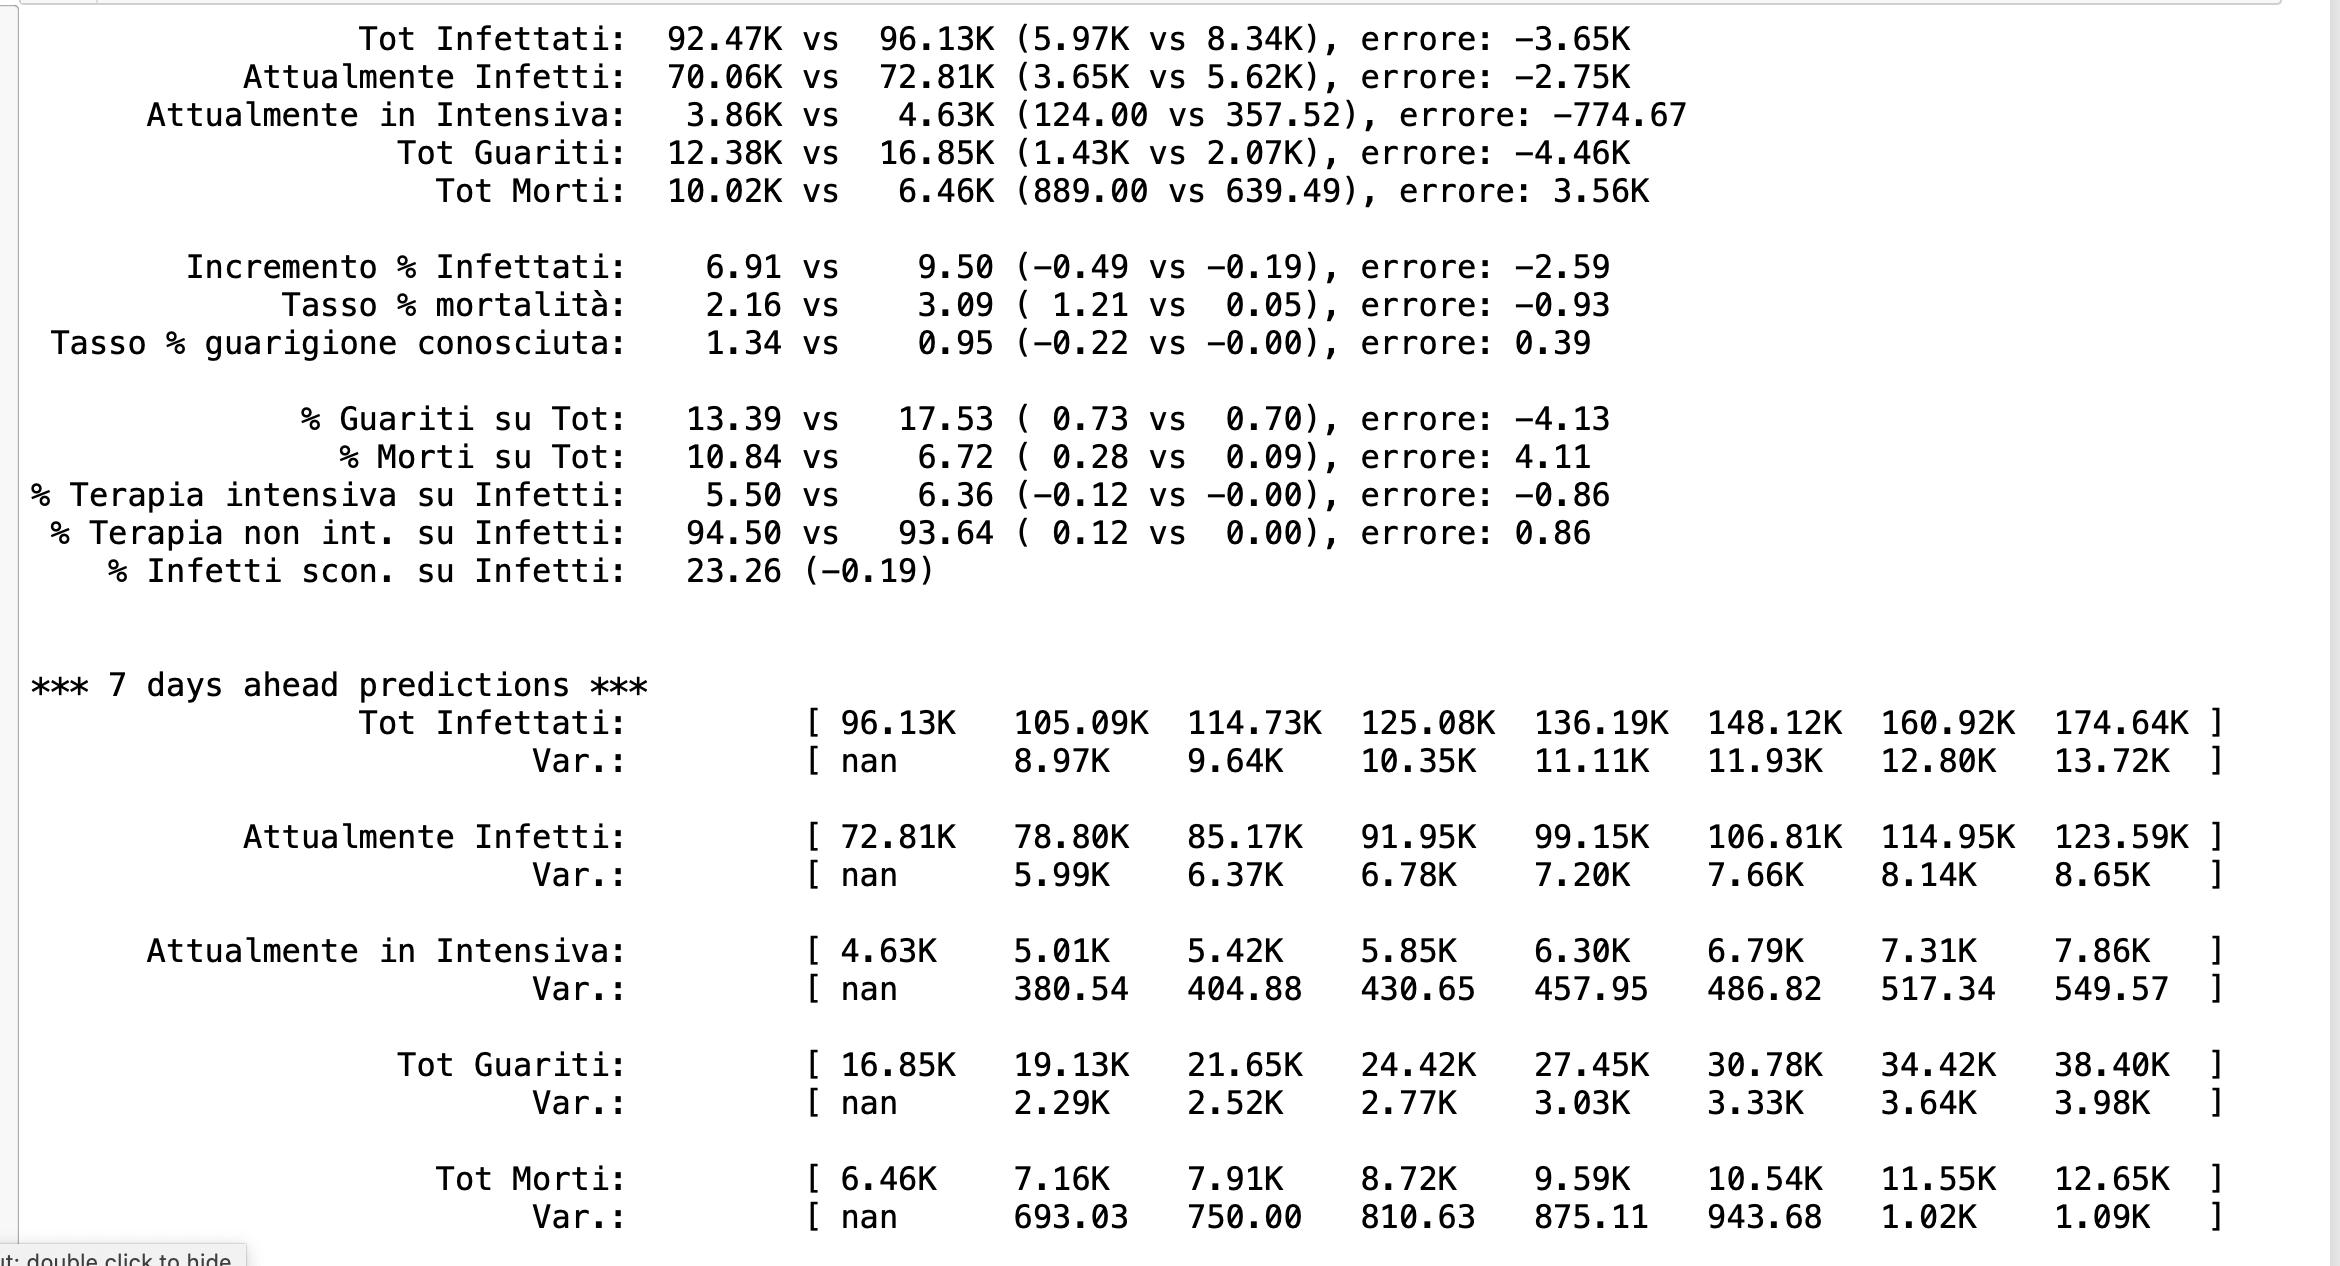 Tot Infettati: 92.47K vs 96.13K (5.97K vs 8.34K), errore: -3.65K
Attualmente Infetti: 70.06K vs 72.81K (3.65K vs 5.62K), errore: -2.75K
Attualmente in Intensiva: 3.86K vs 4.63K (124.00 vs 357.52), errore: -774.67
Tot Guariti: 12.38K vs 16.85K (1.43K vs 2.07K), errore: -4.46K
Tot Morti: 10.02K vs 6.46K (889.00 vs 639.49), errore: 3.56K
Incremento % Infettati: 6.91 vs 9.50 (-0.49 vs -0.19), errore: -2.59
Tasso % mortalità: 2.16 vs 3.09 ( 1.21 vs 0.05), errore: -0.93
Tasso % guarigione conosciuta: 1.34 vs 0.95 (-0.22 vs -0.00), errore: 0.39
% Guariti su Tot: 13.39 vs 17.53 ( 0.73 vs 0.70), errore: -4.13
% Morti su Tot: 10.84 vs 6.72 ( 0.28 vs 0.09), errore: 4.11
% Terapia intensiva su Infetti: 5.50 vs 6.36 (-0.12 vs -0.00), errore: -0.86
% Terapia non int. su Infetti: 94.50 vs 93.64 ( 0.12 vs 0.00), errore: 0.86
% Infetti scon. su Infetti: 23.26 (-0.19)
*** 7 days ahead predictions ***
Tot Infettati: [ 96.13K 105.09K 114.73K 125.08K 136.19K 148.12K 160.92K 174.64K ]
Var.: [ nan 8.97K 9.64K 10.35K 11.11K 11.93K 12.80K 13.72K ]
Attualmente Infetti: [ 72.81K 78.80K 85.17K 91.95K 99.15K 106.81K 114.95K 123.59K ]
Var.: [ nan 5.99K 6.37K 6.78K 7.20K 7.66K 8.14K 8.65K ]
Attualmente in Intensiva: [ 4.63K 5.01K 5.42K 5.85K 6.30K 6.79K 7.31K 7.86K ]
Var.: [ nan 380.54 404.88 430.65 457.95 486.82 517.34 549.57 ]
Tot Guariti: [ 16.85K 19.13K 21.65K 24.42K 27.45K 30.78K 34.42K 38.40K ]
Var.: [ nan 2.29K 2.52K 2.77K 3.03K 3.33K 3.64K 3.98K ]
Tot Morti: [ 6.46K 7.16K 7.91K 8.72K 9.59K 10.54K 11.55K 12.65K ]
Var.: [ nan 693.03 750.00 810.63 875.11 943.68 1.02K 1.09K ]
ut; double click to hide